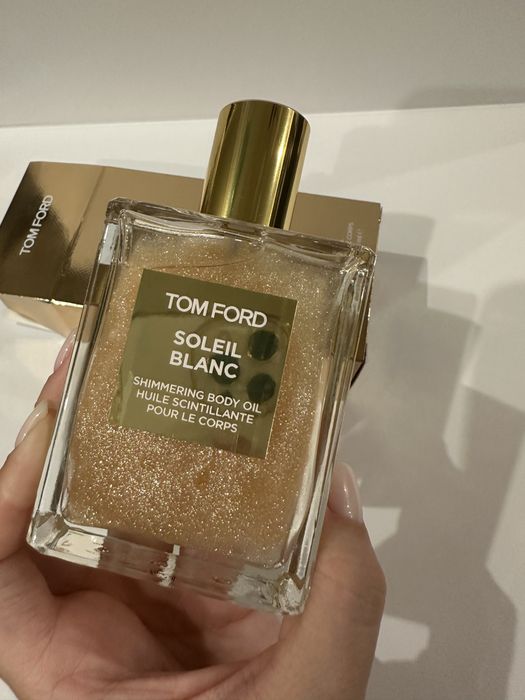 TOM FORD
TOM FORD
SOLEIL
BLANC
SHIMMERING BODY OIL
HUILE SCINTILLANTE
POUR LE CORPS